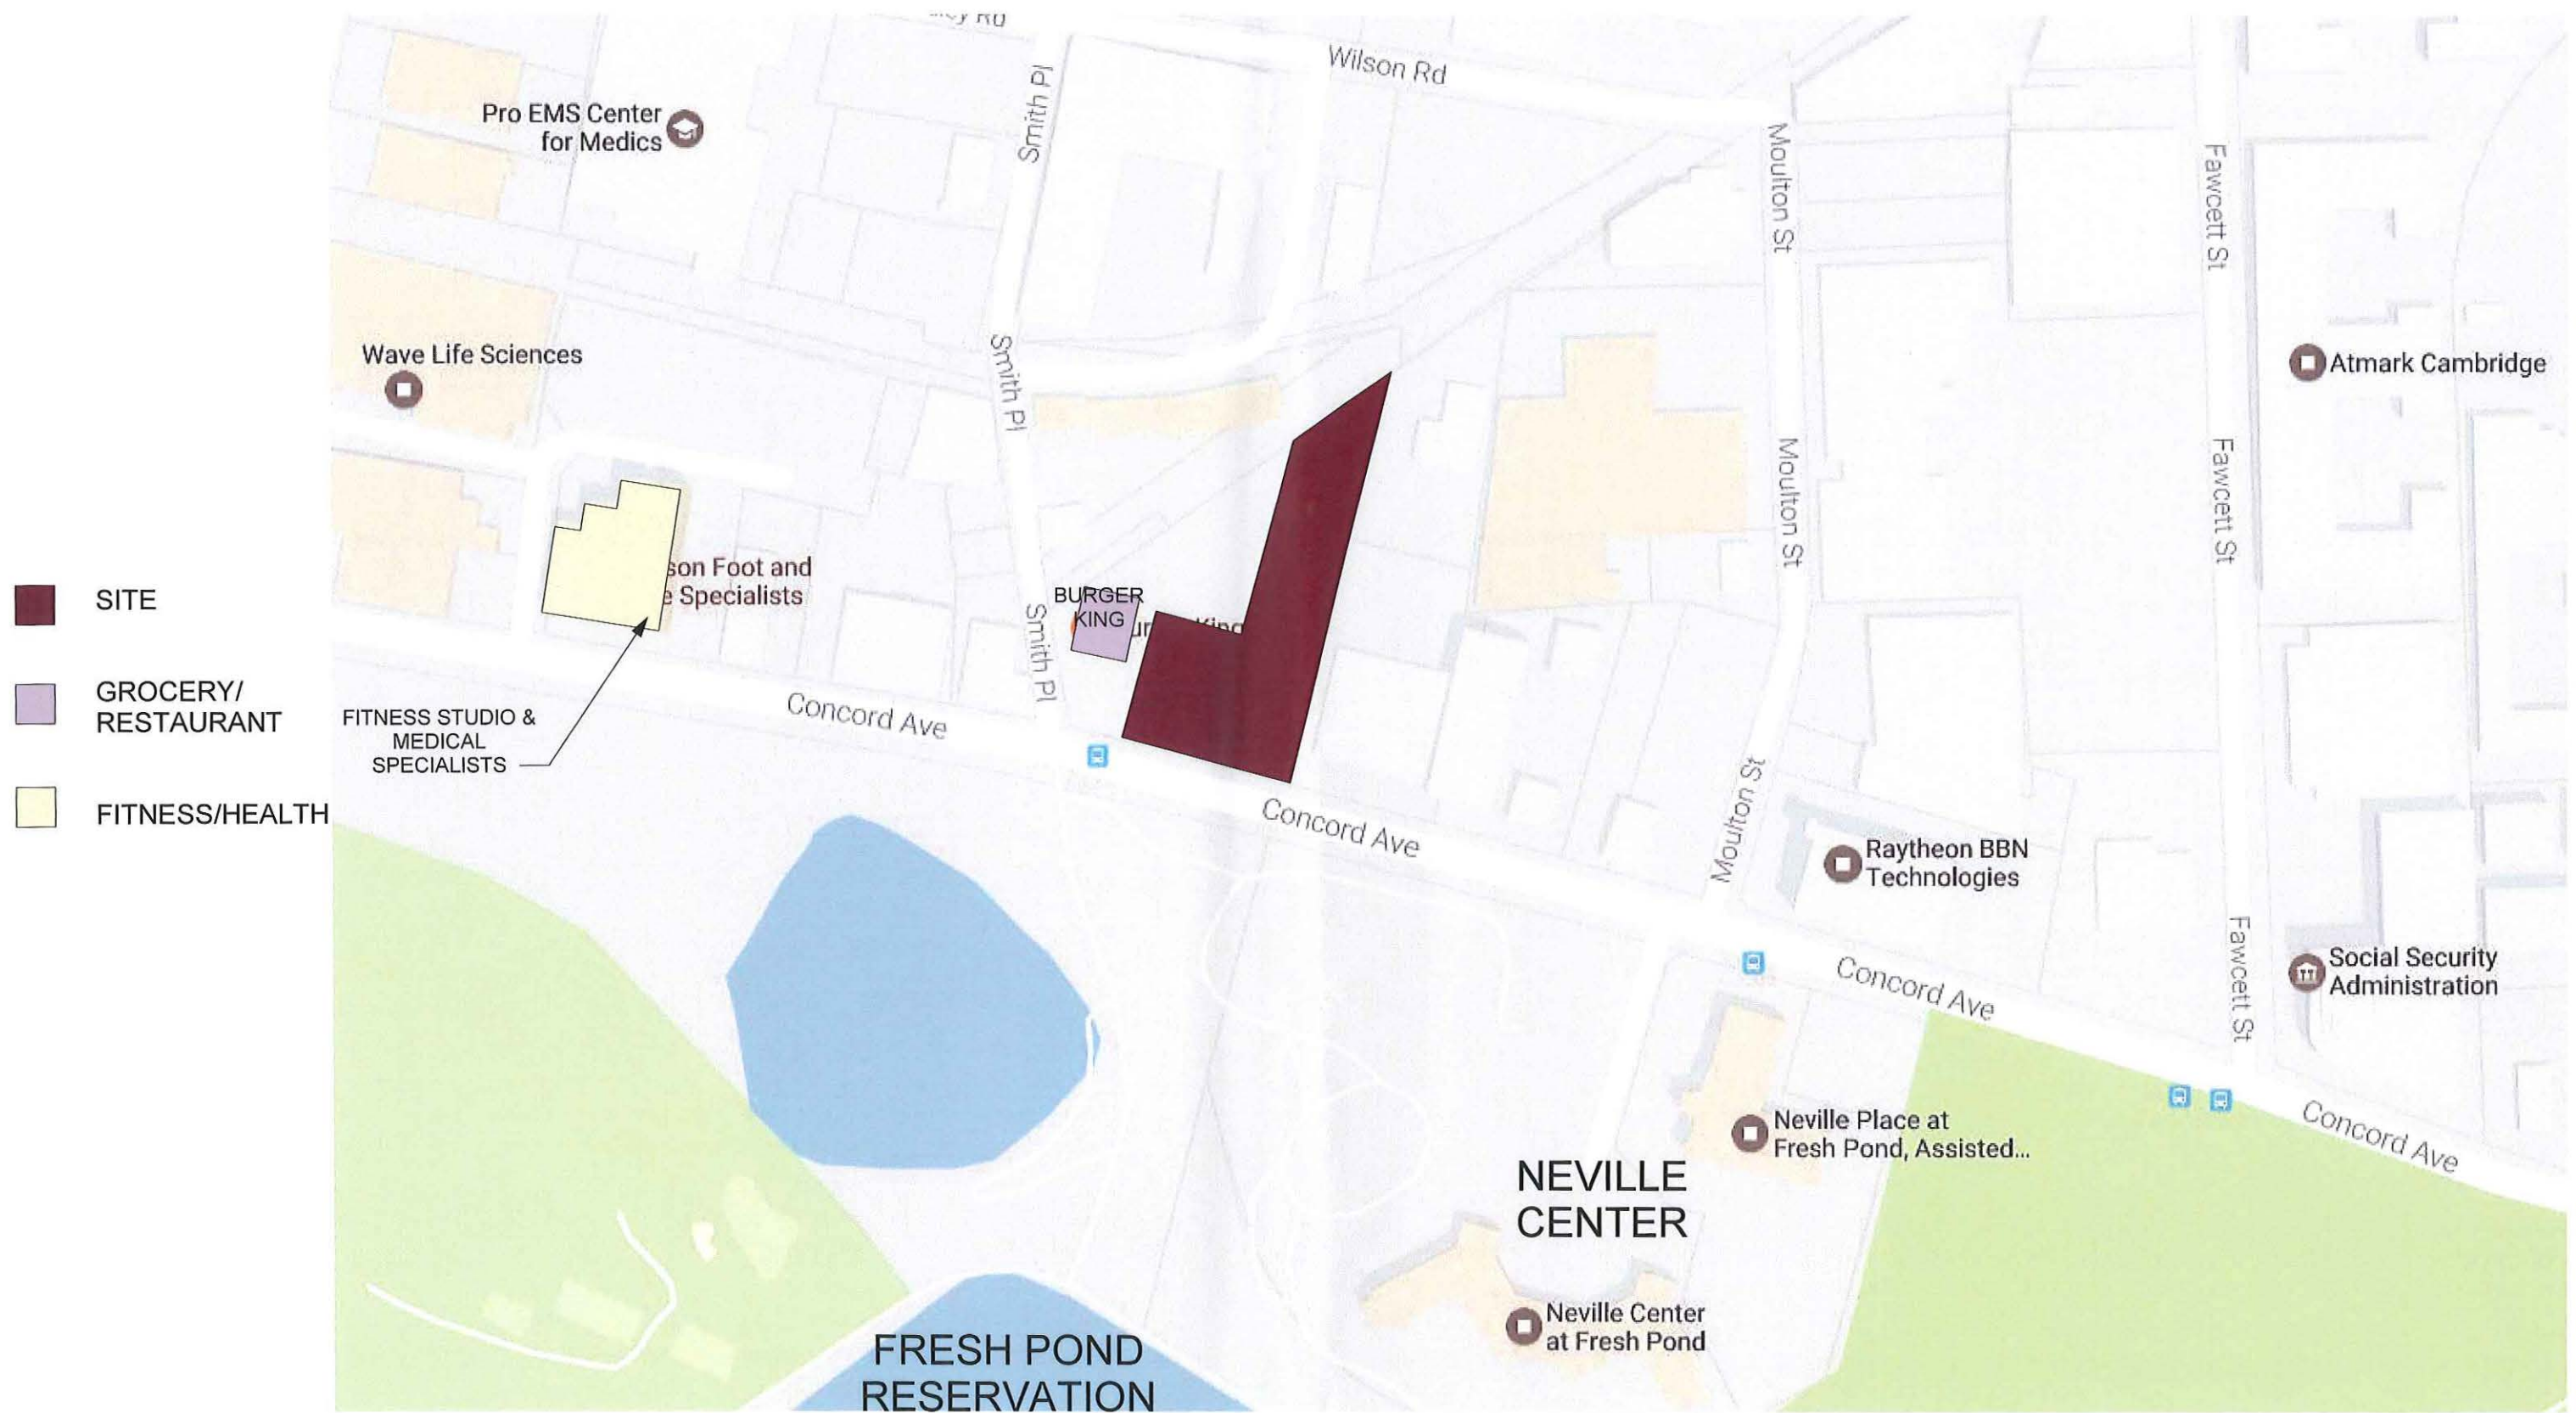 Wilson Rd
Smith Pl
Pro EMS Center
for Medics
Moulton St
Fawcett St
Wave Life Sciences
Smith Pl
Atmark Cambridge
Moulton St
Fawcett St
son Foot and
e Specialists
SITE
BURGER
KING
King
Smith Pl
GROCERY/
RESTAURANT
FITNESS STUDIO &
MEDICAL
SPECIALISTS
Concord Ave
FITNESS/HEALTH
Concord Ave
Moulton St
Raytheon BBN
Technologies
Fawcett St
Concord Ave
Social Security
Administration
Concord Ave
Neville Place at
Fresh Pond, Assisted...
NEVILLE
CENTER
Neville Center
at Fresh Pond
FRESH POND
RESERVATION